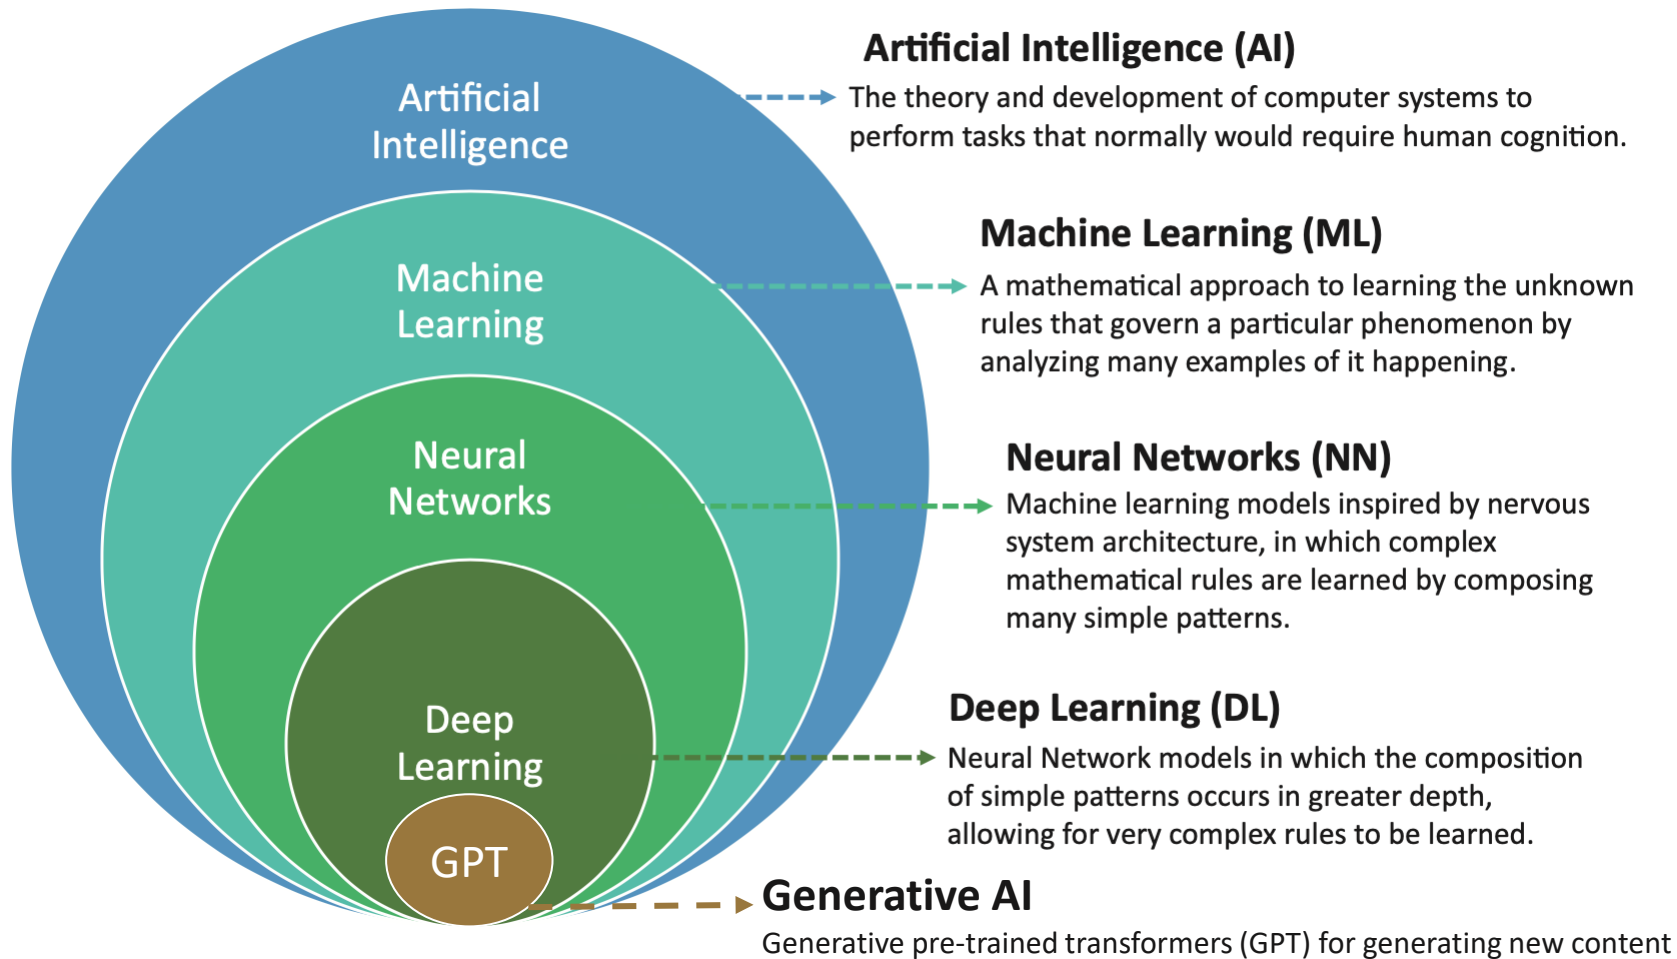 Artificial
Intelligence
Machine
Learning
Neural
Networks
Deep
Learning
GPT
Artificial Intelligence (AI)
The theory and development of computer systems to
perform tasks that normally would require human cognition.
Machine Learning (ML)
A mathematical approach to learning the unknown
rules that govern a particular phenomenon by
analyzing many examples of it happening.
Neural Networks (NN)
Machine learning models inspired by nervous
system architecture, in which complex
mathematical rules are learned by composing
many simple patterns.
Deep Learning (DL)
Neural Network models in which the composition
of simple patterns occurs in greater depth,
allowing for very complex rules to be learned.
Generative AI
Generative pre-trained transformers (GPT) for generating new content